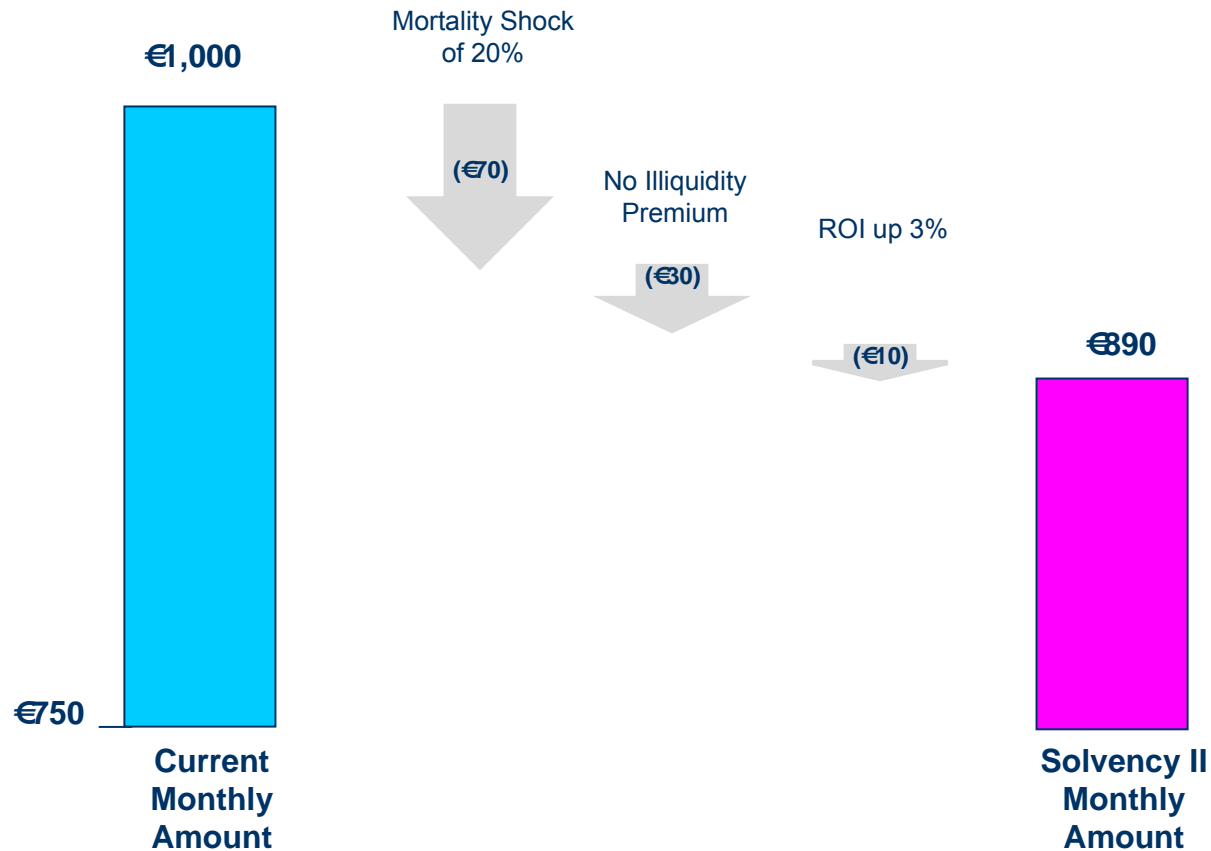 €1,000
Mortality Shock
of 20%
(€70)
No Illiquidity
Premium
(€30)
ROI up 3%
(€10)
€890
€750
Current
Monthly
Amount
Solvency II
Monthly
Amount